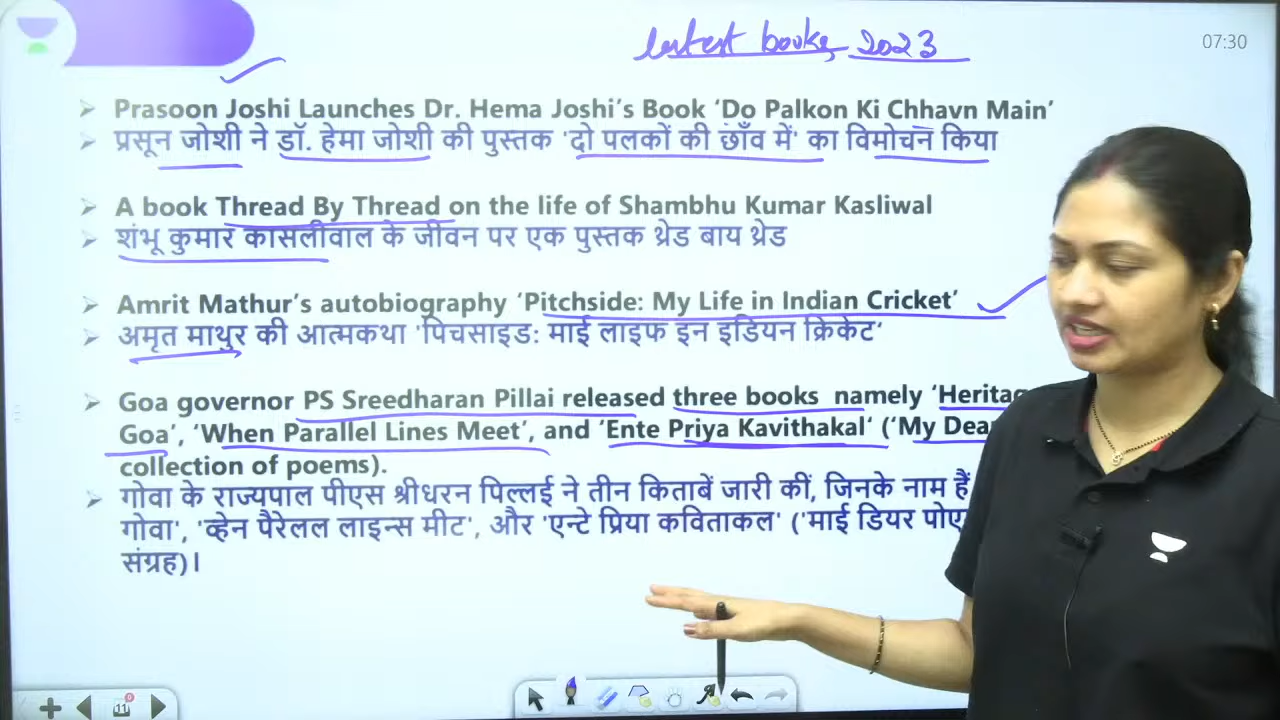 latest books, 2023
07:30
➢ Prasoon Joshi Launches Dr. Hema Joshi's Book 'Do Palkon Ki Chhavn Main'
➢ प्रसून जोशी ने डॉ. हेमा जोशी की पुस्तक 'दो पलकों की छाँव में' का विमोचन किया
➢ A book Thread By Thread on the life of Shambhu Kumar Kasliwal
➢ शंभू कुमार कासलीवाल के जीवन पर एक पुस्तक थ्रेड बाय थ्रेड
➢ Amrit Mathur's autobiography 'Pitchside: My Life in Indian Cricket'
➢ अमृत माथुर की आत्मकथा 'पिचसाइड: माई लाइफ इन इंडियन क्रिकेट'
➢ Goa governor PS Sreedharan Pillai released three books namely 'Heritag
Goa', 'When Parallel Lines Meet', and 'Ente Priya Kavithakal' ('My Dear
collection of poems).
➢ गोवा के राज्यपाल पीएस श्रीधरन पिल्लई ने तीन किताबें जारी कीं, जिनके नाम हैं
गोवा', 'व्हेन पैरेलल लाइन्स मीट', और 'एन्टे प्रिया कविताकल' ('माई डियर पोए
संग्रह)।
11